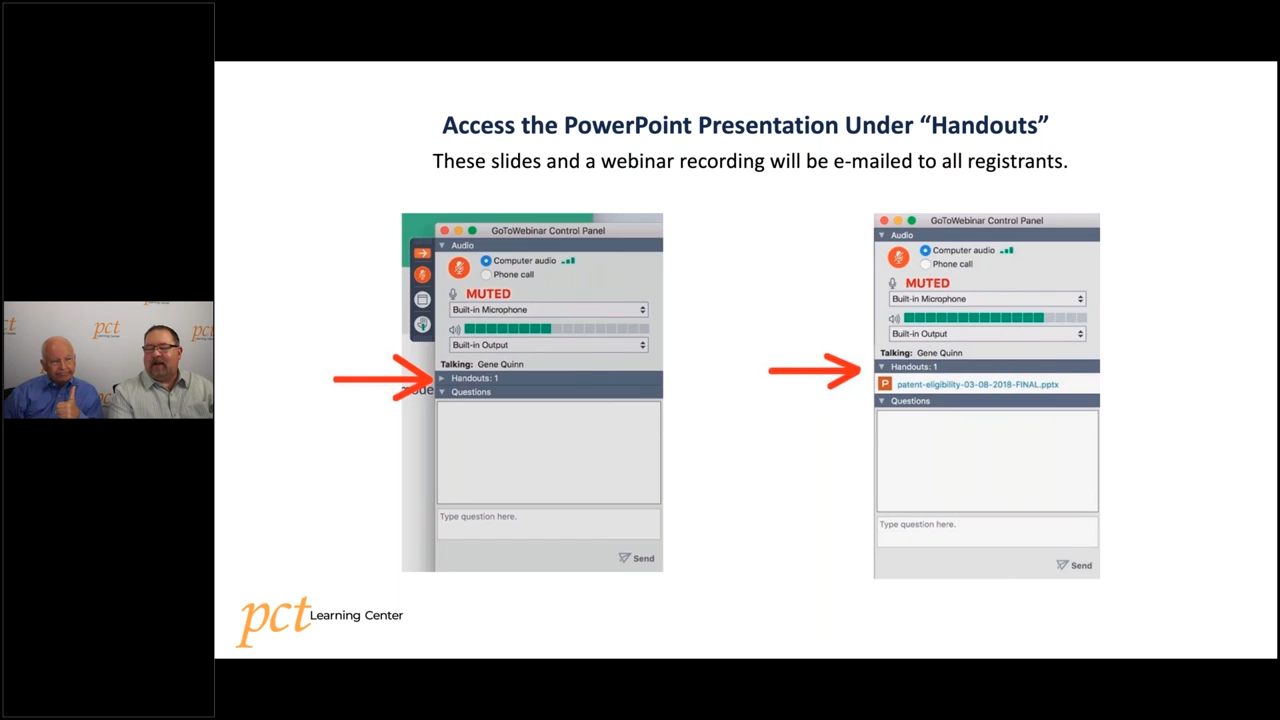 Access the PowerPoint Presentation Under “Handouts”
These slides and a webinar recording will be e-mailed to all registrants.
GoToWebinar Control Panel
Audio
Computer audio
Phone call
MUTED
Built-in Microphone
Built-in Output
Talking: Gene Quinn
Handouts: 1
Questions
Type question here.
Send
GoToWebinar Control Panel
Audio
Computer audio
Phone call
MUTED
Built-in Microphone
Built-in Output
Talking: Gene Quinn
Handouts: 1
P patent-eligibility-03-08-2018-FINAL.pptx
Questions
Type question here.
Send
pct
Learning Center
pct Learning Center